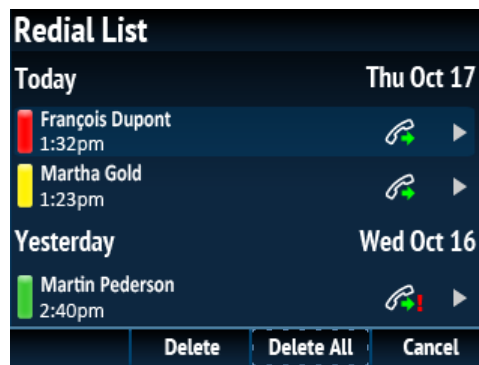 Redial List
Today Thu Oct 17
François Dupont
1:32pm
Martha Gold
1:23pm
Yesterday Wed Oct 16
Martin Pederson
2:40pm
Delete Delete All Cancel